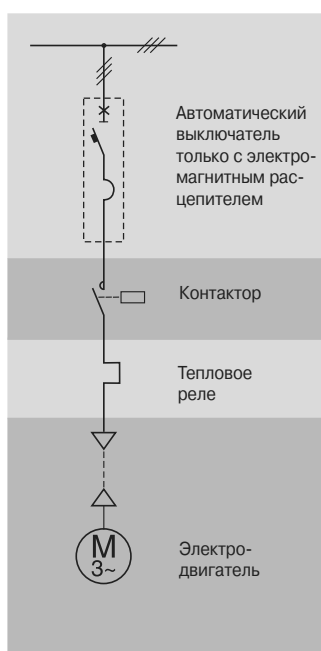 Автоматический
выключатель
только с электро-
магнитным рас-
цепителем
Контактор
Тепловое
реле
M
3~
Электро-
двигатель